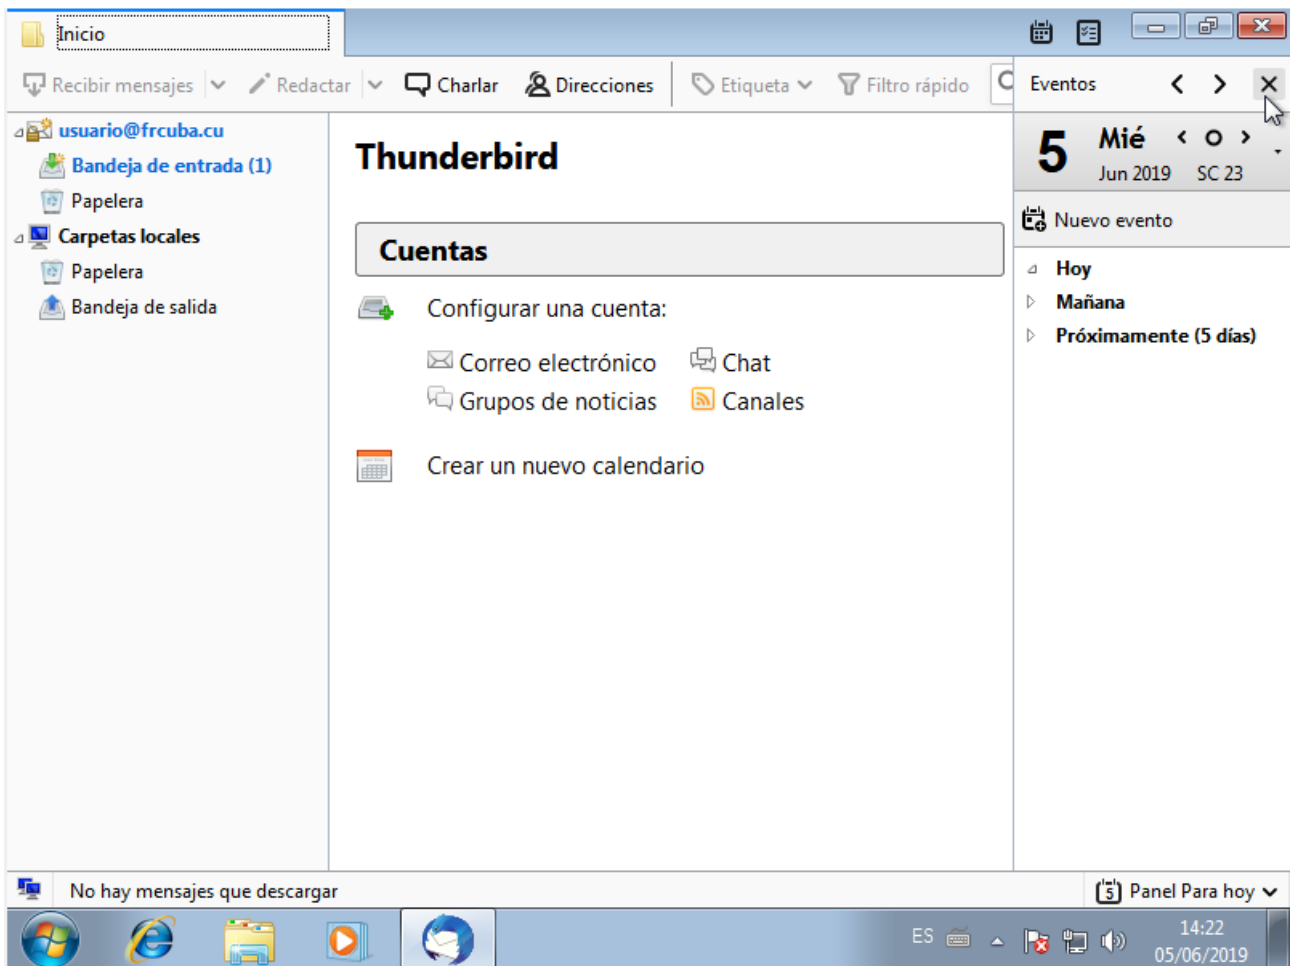 Inicio
Recibir mensajes
Redactar
Charlar
Direcciones
Etiqueta
Filtro rápido
Eventos
usuario@frcuba.cu
Bandeja de entrada (1)
Papelera
Carpetas locales
Papelera
Bandeja de salida
Thunderbird
Cuentas
Configurar una cuenta:
Correo electrónico
Chat
Grupos de noticias
Canales
Crear un nuevo calendario
5
Mié
Jun 2019
SC 23
Nuevo evento
Hoy
Mañana
Próximamente (5 días)
No hay mensajes que descargar
5
Panel Para hoy
ES
14:22
05/06/2019